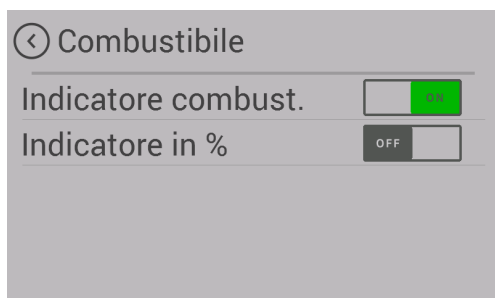 Combustibile
Indicatore combust.
ON
Indicatore in %
OFF